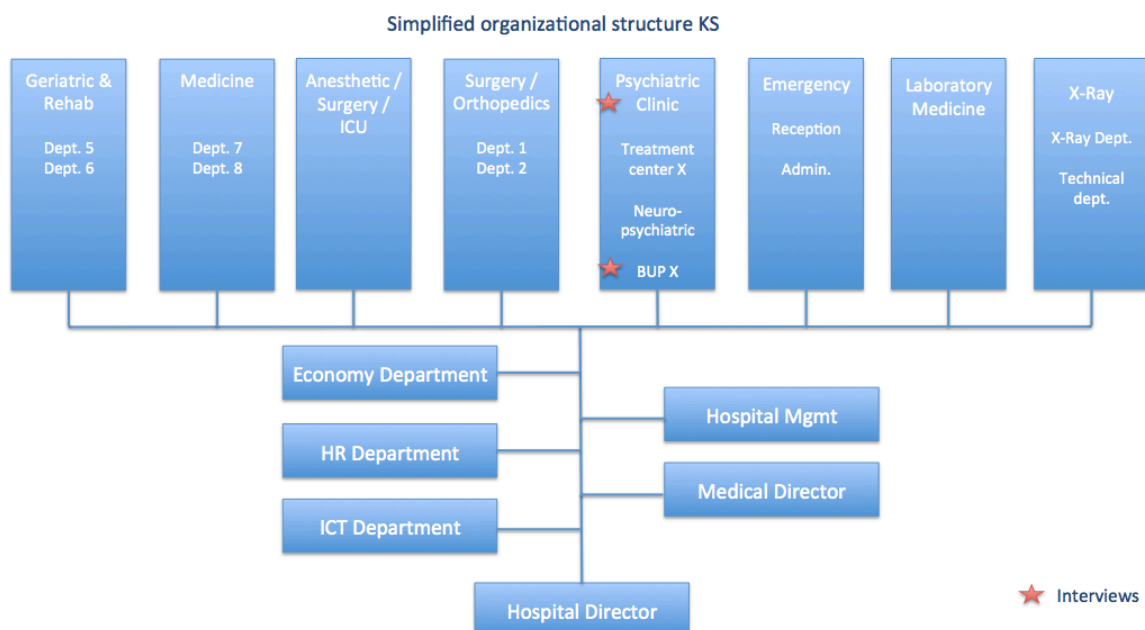 Simplified organizational structure KS
Geriatric &
Rehab
Dept. 5
Dept. 6
Medicine
Dept. 7
Dept. 8
Anesthetic /
Surgery /
ICU
Surgery /
Orthopedics
Dept. 1
Dept. 2
Psychiatric
Clinic
Treatment
center X
Neuro-
psychiatric
BUP X
Emergency
Reception
Admin.
Laboratory
Medicine
X-Ray
X-Ray Dept.
Technical
dept.
Economy Department
Hospital Mgmt
HR Department
Medical Director
ICT Department
Hospital Director
Interviews